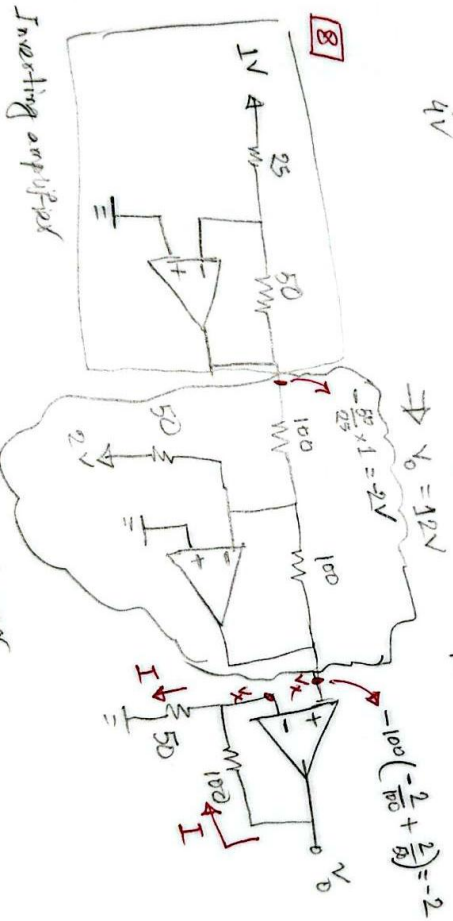 4V
⇒ V₀ = 12V
8
1V
25
50
-50/25 × 1 = -2V
100
100
-100(-2/100 + 2/50) = -2
50
2V
Vx
Vx
I
50
100
I
V₀
Inverting amplifier